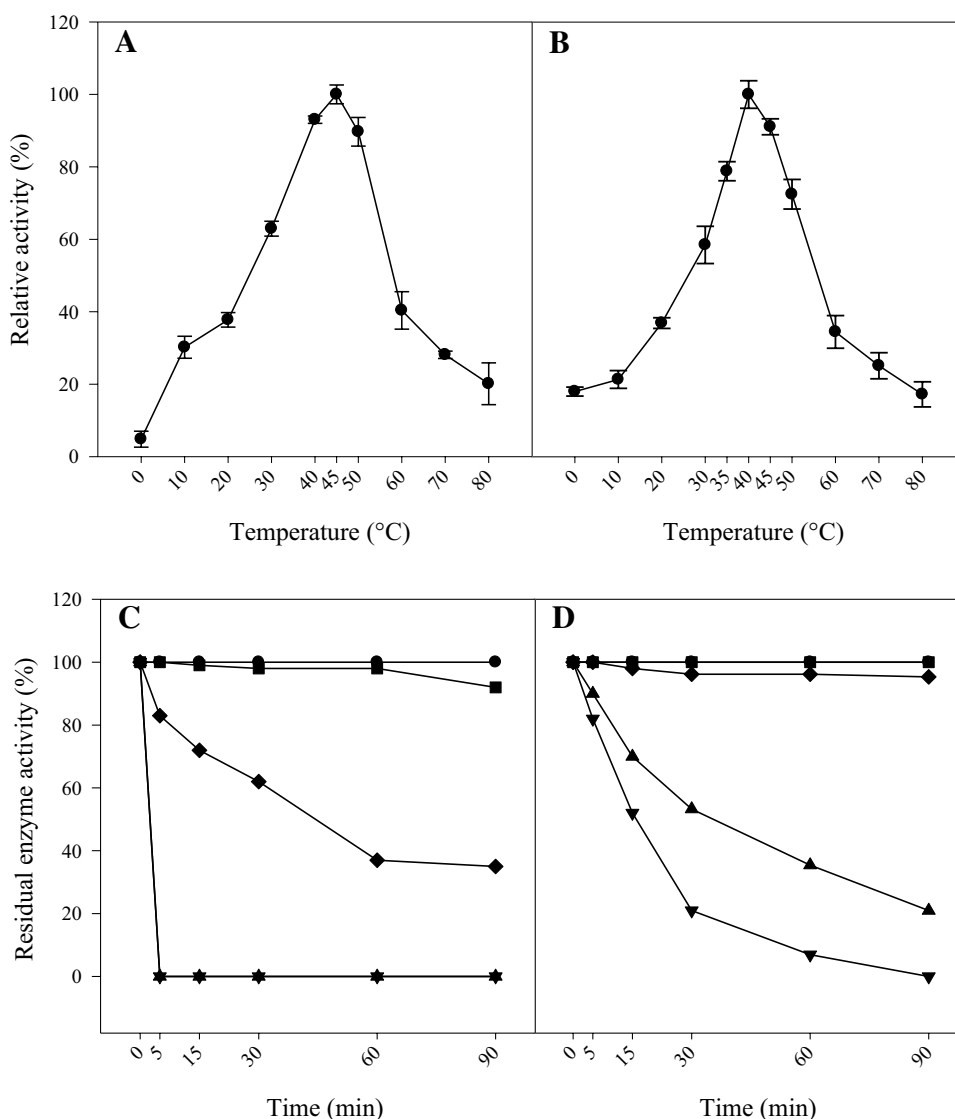 A
B
Relative activity (%)
120
100
80
60
40
20
0
0 10 20 30 40 45 50 60 70 80
0 10 20 30 35 40 45 50 60 70 80
Temperature (°C)
Temperature (°C)
C
D
Residual enzyme activity (%)
120
100
80
60
40
20
0
0 5 15 30 60 90
0 5 15 30 60 90
Time (min)
Time (min)